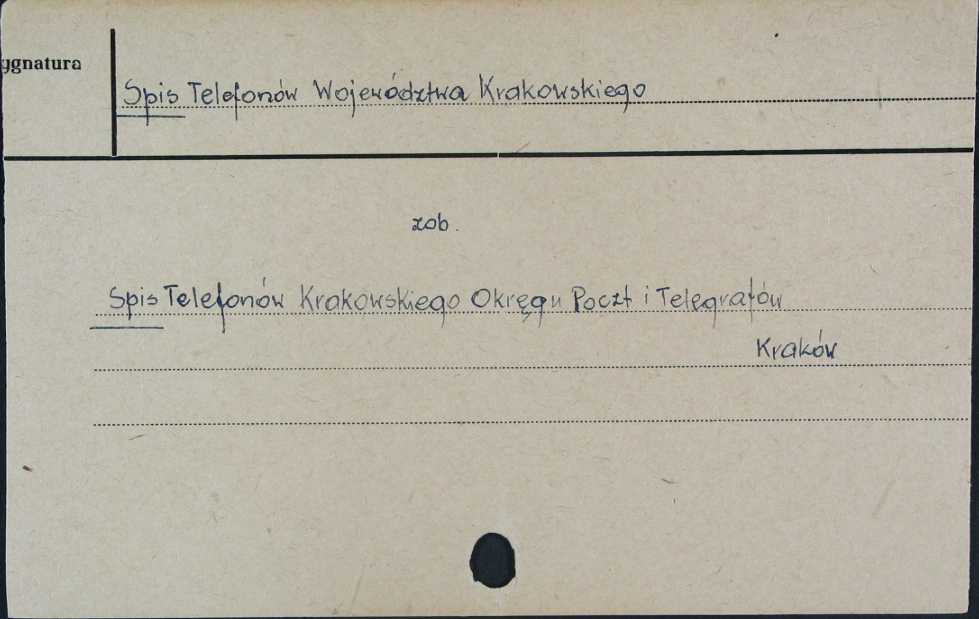 ygnatura
Spis Telefonów Województwa Krakowskiego
zob.
Spis Telefonów Krakowskiego Okręgu Poczt i Telegrafów
Kraków